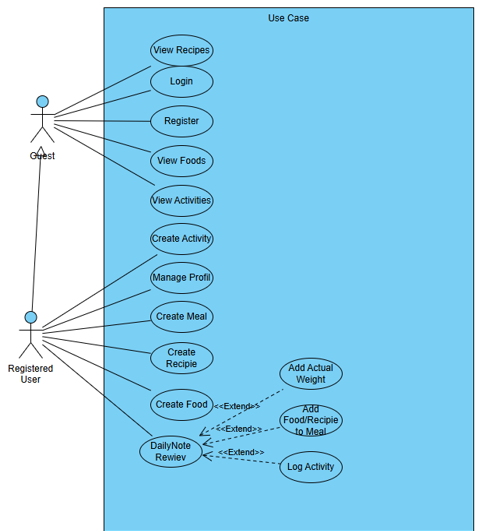 Use Case
View Recipes
Login
Register
Guest
View Foods
View Activities
Create Activity
Manage Profil
Create Meal
Registered
User
Create
Recipie
Add Actual
Weight
Create Food
<<Extend>>
Add
Food/Recipie
to Meal
<<Extend>>
DailyNote
Rewiev
<<Extend>>
Log Activity